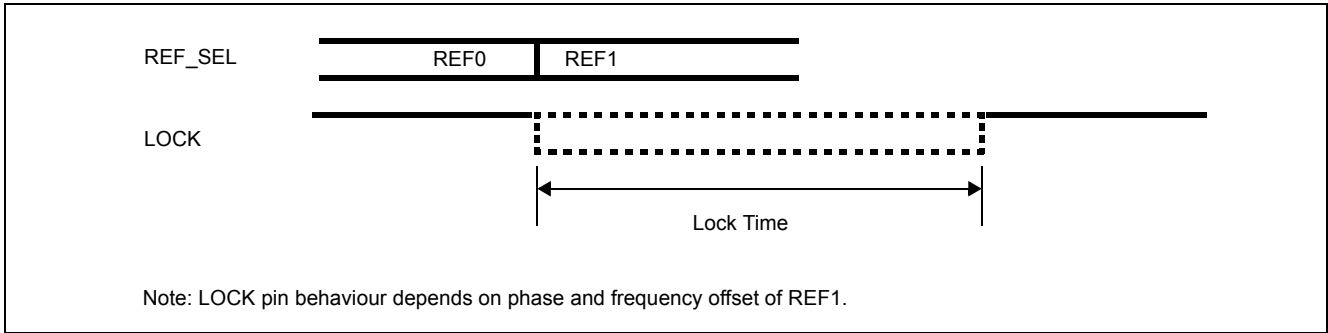 REF_SEL
REF0
REF1
LOCK
Lock Time
Note: LOCK pin behaviour depends on phase and frequency offset of REF1.